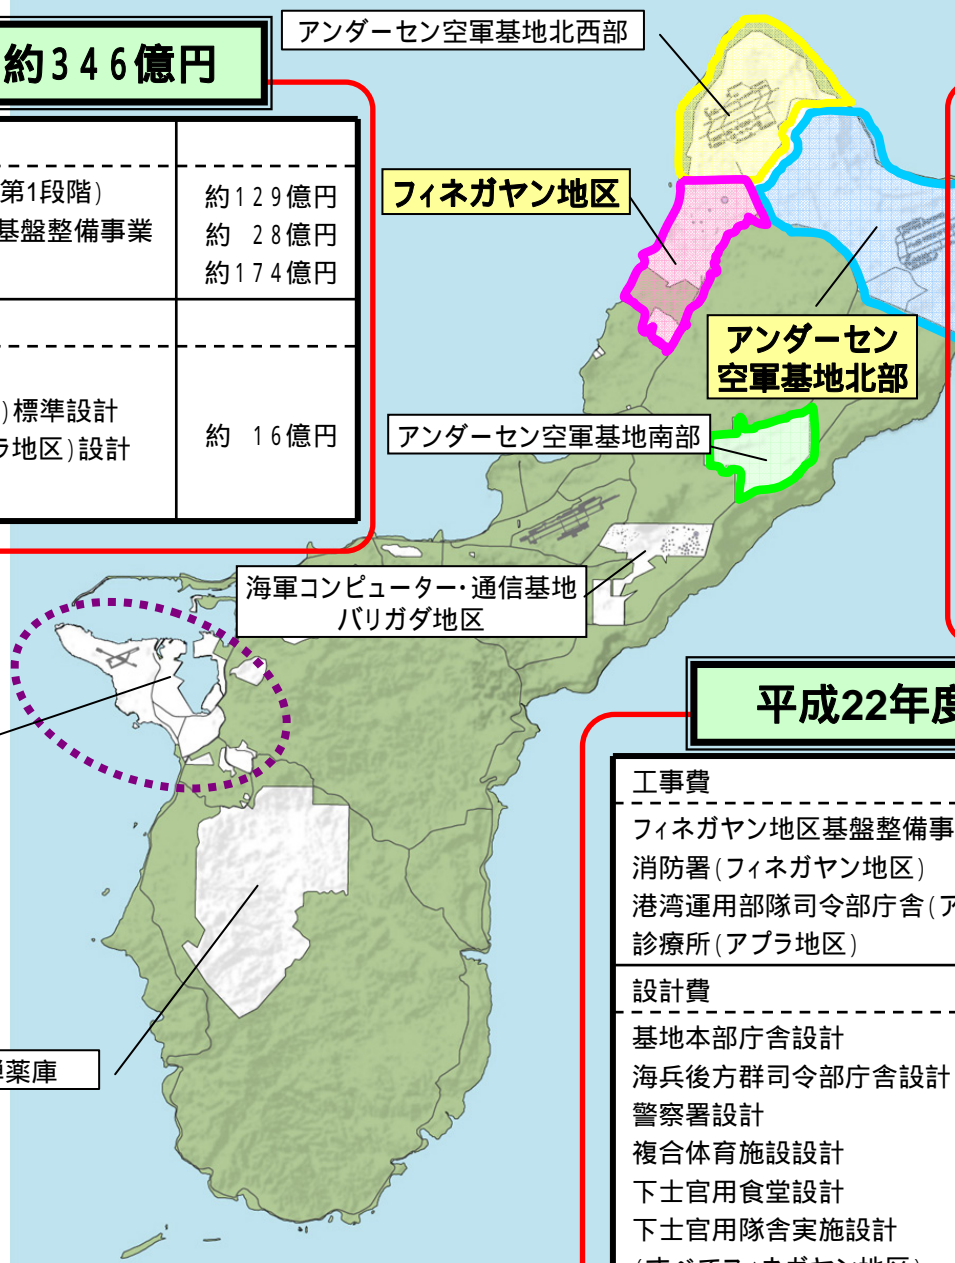 約346億円
第1段階)
約129億円
基盤整備事業
約 28億円
約174億円
)標準設計
ラ地区)設計
約 16億円
アンダーセン空軍基地北西部
フィネガヤン地区
アンダーセン
空軍基地北部
アンダーセン空軍基地南部
海軍コンピューター・通信基地
バリガダ地区
弾薬庫
平成22年度
工事費
フィネガヤン地区基盤整備事
消防署(フィネガヤン地区)
港湾運用部隊司令部庁舎(ア
診療所(アプラ地区)
設計費
基地本部庁舎設計
海兵後方群司令部庁舎設計
警察署設計
複合体育施設設計
下士官用食堂設計
下士官用隊舎実施設計
(すべてフィネガヤン地区)